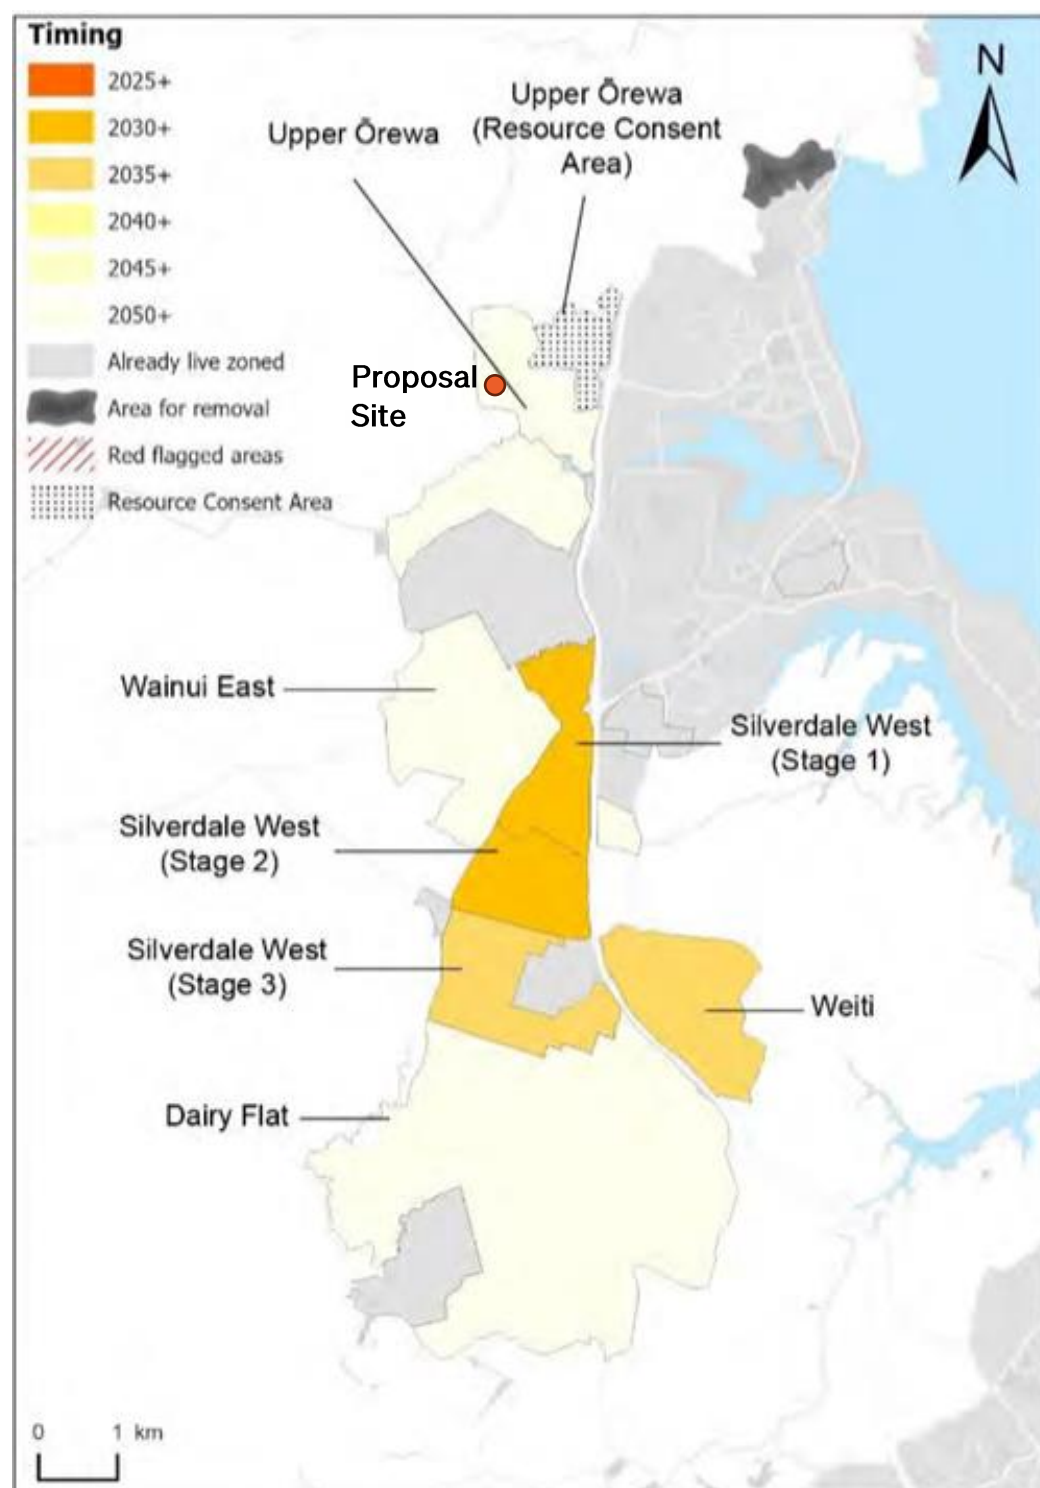 Timing
2025+
2030+
2035+
2040+
2045+
2050+
Already live zoned
Area for removal
Red flagged areas
Resource Consent Area
Upper Ōrewa
Upper Ōrewa
(Resource Consent
Area)
N
Proposal
Site
Wainui East
Silverdale West
(Stage 1)
Silverdale West
(Stage 2)
Silverdale West
(Stage 3)
Weiti
Dairy Flat
0 1 km